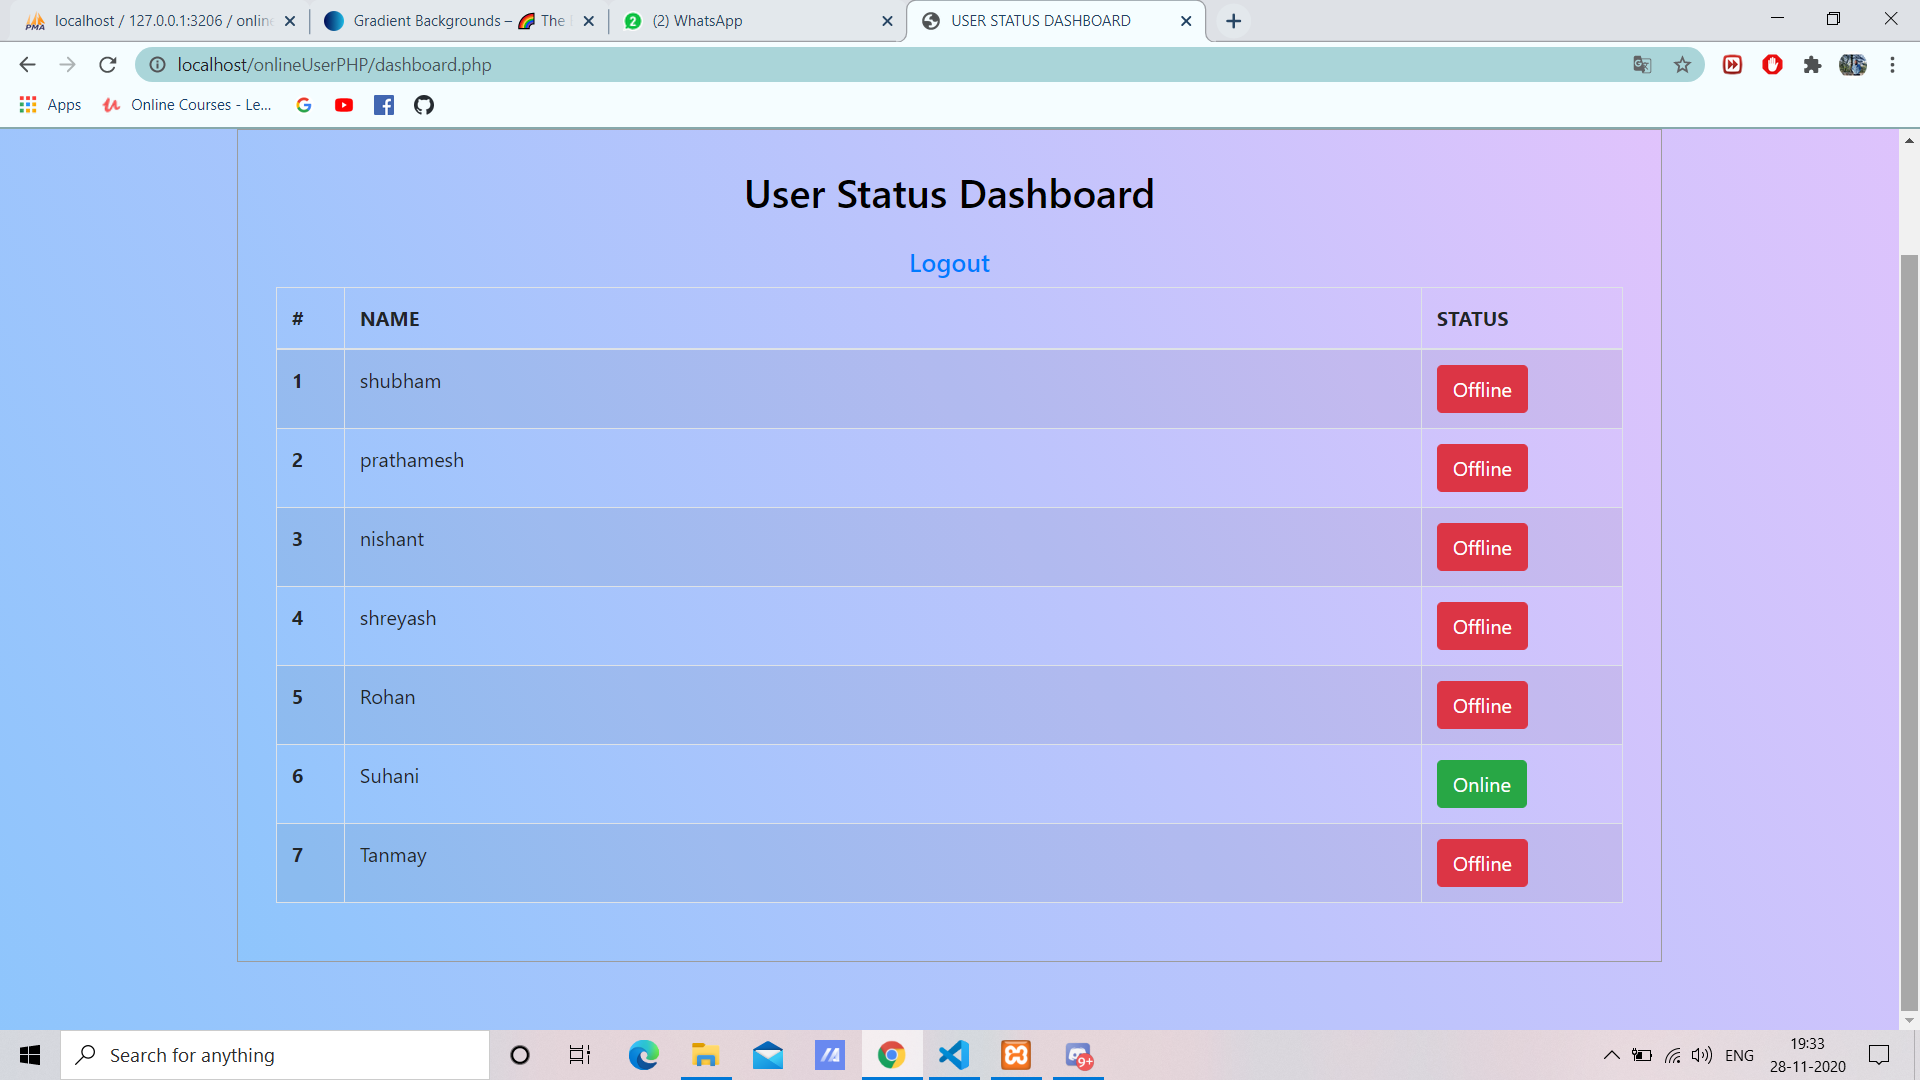 localhost / 127.0.0.1:3206 / onlin
Gradient Backgrounds – 🌈 The
(2) WhatsApp
USER STATUS DASHBOARD
localhost/onlineUserPHP/dashboard.php
Apps
Online Courses - Le...
User Status Dashboard
Logout
# NAME STATUS
1 shubham Offline
2 prathamesh Offline
3 nishant Offline
4 shreyash Offline
5 Rohan Offline
6 Suhani Online
7 Tanmay Offline
Search for anything
9+
ENG
19:33
28-11-2020